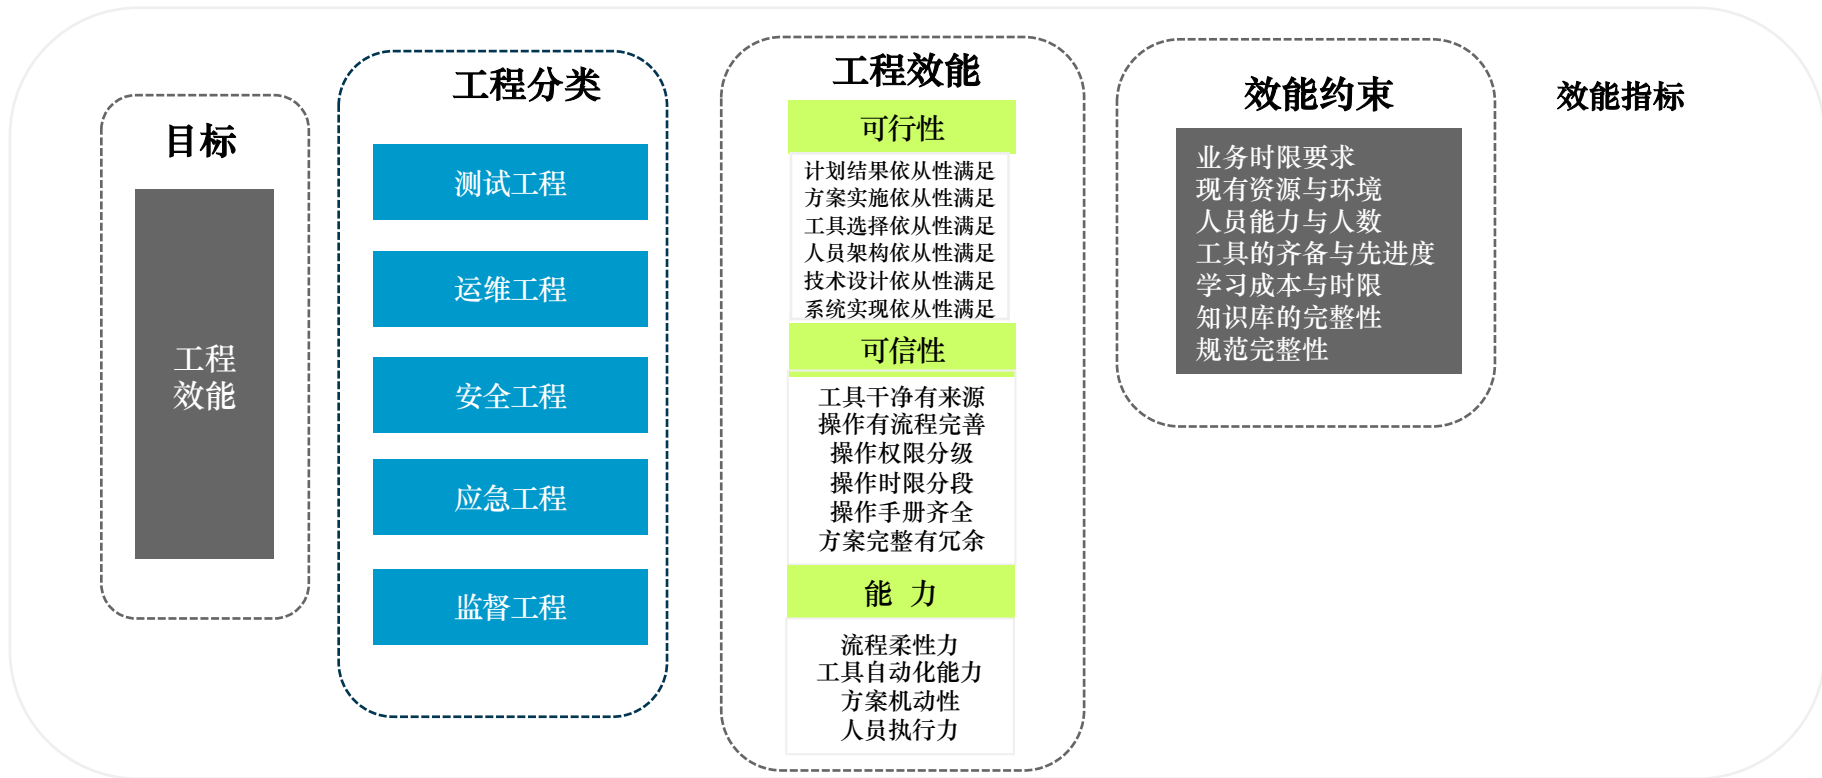 目标
工程
效能
工程分类
测试工程
运维工程
安全工程
应急工程
监督工程
工程效能
可行性
计划结果依从性满足
方案实施依从性满足
工具选择依从性满足
人员架构依从性满足
技术设计依从性满足
系统实现依从性满足
可信性
工具干净有来源
操作有流程完善
操作权限分级
操作时限分段
操作手册齐全
方案完整有冗余
能 力
流程柔性力
工具自动化能力
方案机动性
人员执行力
效能约束
业务时限要求
现有资源与环境
人员能力与人数
工具的齐备与先进度
学习成本与时限
知识库的完整性
规范完整性
效能指标